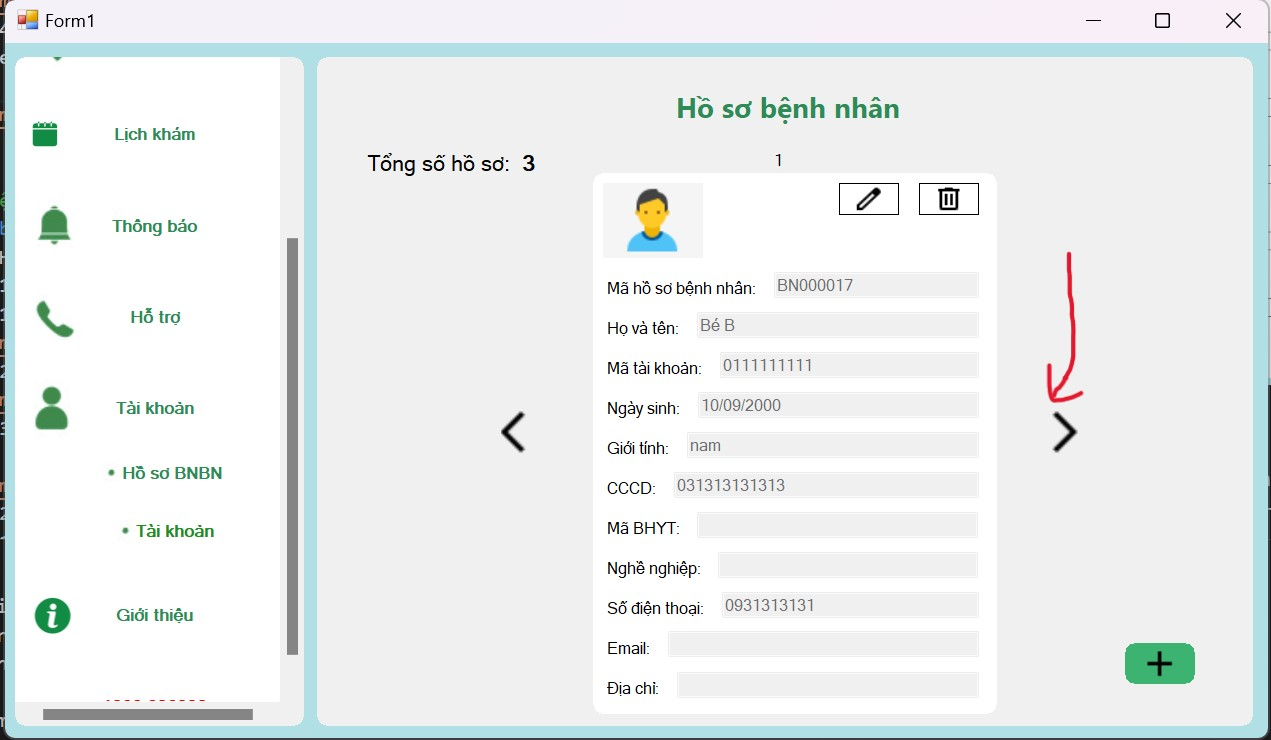 Form1
Lịch khám
Thông báo
Hỗ trợ
Tài khoản
• Hồ sơ BNBN
• Tài khoản
Giới thiệu
Hồ sơ bệnh nhân
Tổng số hồ sơ: 3
1
Mã hồ sơ bệnh nhân: BN000017
Họ và tên: Bé B
Mã tài khoản: 0111111111
Ngày sinh: 10/09/2000
Giới tính: nam
CCCD: 031313131313
Mã BHYT:
Nghề nghiệp:
Số điện thoại: 0931313131
Email:
Địa chỉ: